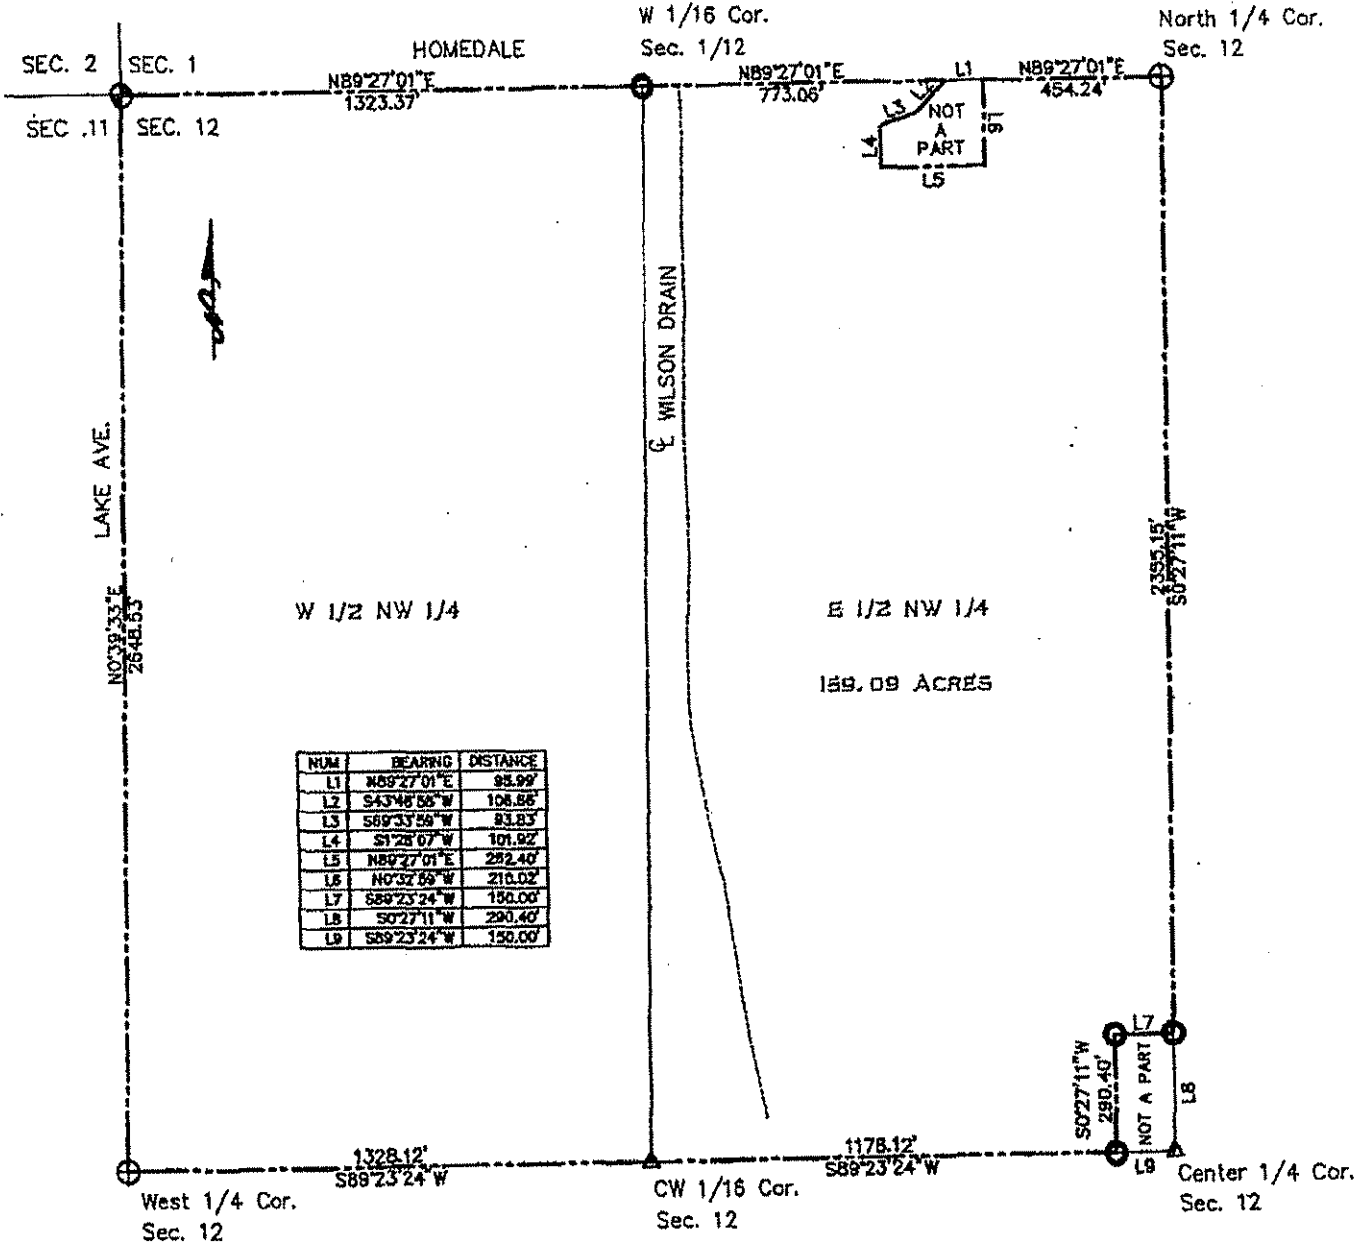 W 1/16 Cor.
Sec. 1/12
North 1/4 Cor.
Sec. 12
HOMEDALE
SEC. 2
SEC. 1
SEC .11
SEC. 12
N89°27'01"E
1323.37'
N89°27'01"E
773.06'
L1
N89°27'01"E
454.24'
L2
L3
L4
L5
L6
NOT
A
PART
LAKE AVE.
N0°39'33"E
2648.53'
℄ WILSON DRAIN
2355.15'
S0°27'11"W
W 1/2 NW 1/4
E 1/2 NW 1/4
159.09 ACRES
NUM BEARING DISTANCE
L1 N89°27'01"E 95.99'
L2 S43°46'58"W 106.86'
L3 S69°33'59"W 93.83'
L4 S1°28'07"W 101.92'
L5 N89°27'01"E 252.40'
L6 N0°32'59"W 210.02'
L7 S89°23'24"W 150.00'
L8 S0°27'11"W 290.40'
L9 S89°23'24"W 150.00'
L7
S0°27'11"W
290.40'
NOT A PART
L8
L9
1328.12'
S89°23'24"W
1178.12'
S89°23'24"W
West 1/4 Cor.
Sec. 12
CW 1/16 Cor.
Sec. 12
Center 1/4 Cor.
Sec. 12